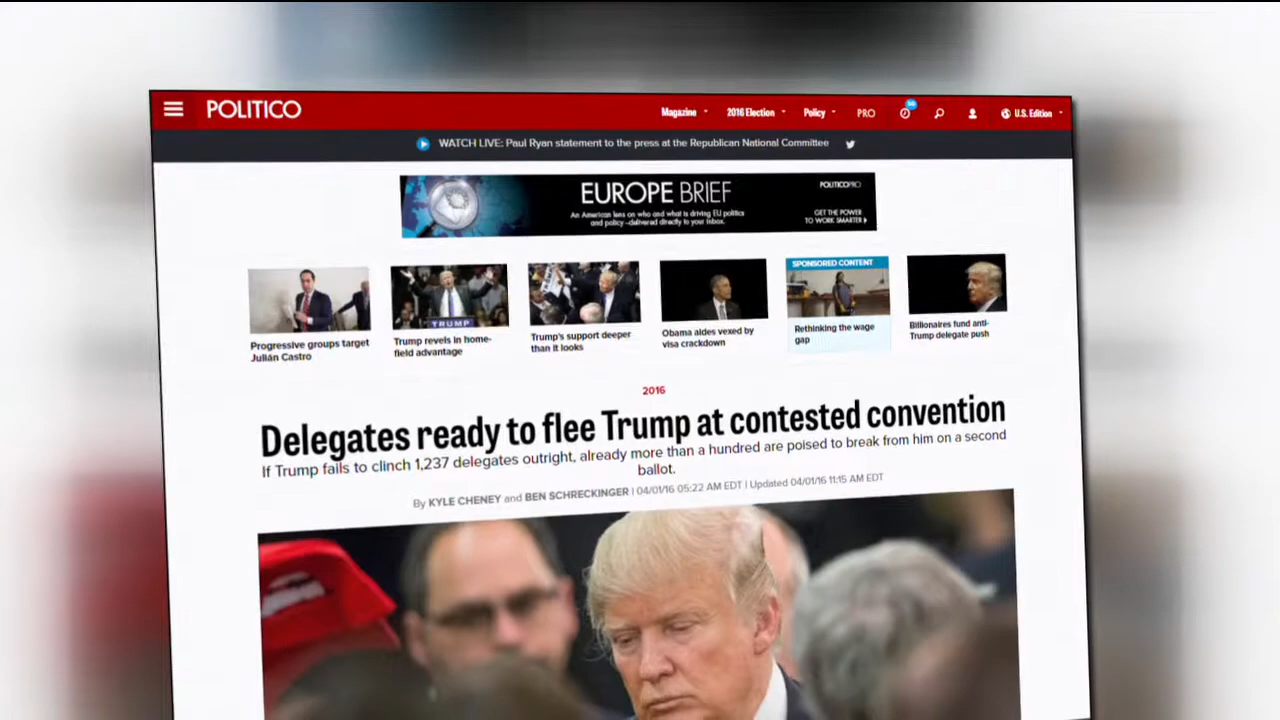 POLITICO
Magazine
2016 Election
Policy
PRO
U.S. Edition
WATCH LIVE: Paul Ryan statement to the press at the Republican National Committee
EUROPE BRIEF
An American lens on who and what is driving EU politics
and policy–delivered directly to your inbox.
POLITICOPRO
GET THE POWER
TO WORK SMARTER
Progressive groups target
Julián Castro
TRUMP
Trump revels in home-
field advantage
Trump's support deeper
than it looks
Obama aides vexed by
visa crackdown
SPONSORED CONTENT
Rethinking the wage
gap
Billionaires fund anti-
Trump delegate push
2016
Delegates ready to flee Trump at contested convention
If Trump fails to clinch 1,237 delegates outright, already more than a hundred are poised to break from him on a second
ballot.
By KYLE CHENEY and BEN SCHRECKINGER | 04/01/16 05:22 AM EDT | Updated 04/01/16 11:15 AM EDT